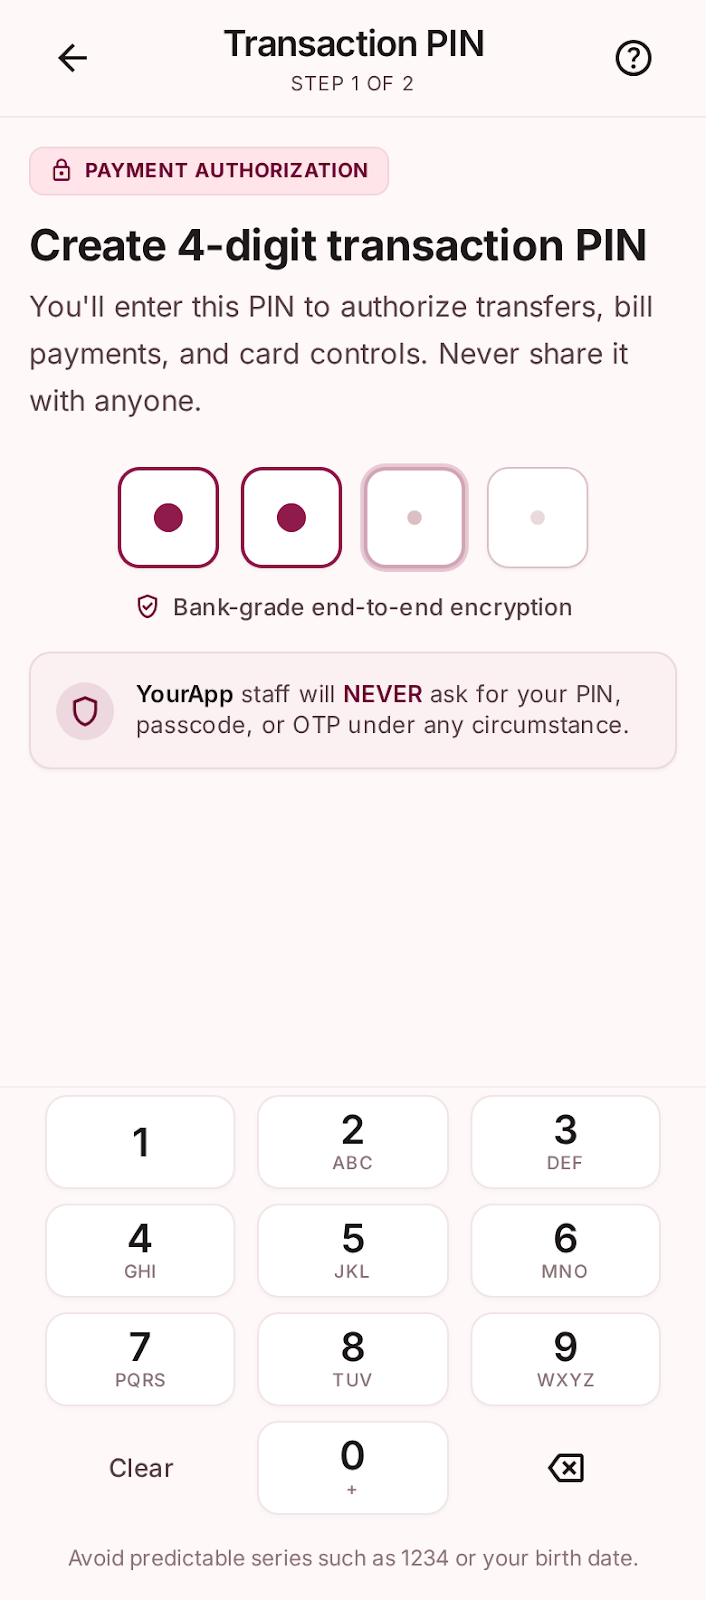 Transaction PIN
STEP 1 OF 2
PAYMENT AUTHORIZATION
Create 4-digit transaction PIN
You'll enter this PIN to authorize transfers, bill
payments, and card controls. Never share it
with anyone.
Bank-grade end-to-end encryption
YourApp staff will NEVER ask for your PIN,
passcode, or OTP under any circumstance.
1 2 3
ABC DEF
4 5 6
GHI JKL MNO
7 8 9
PQRS TUV WXYZ
Clear 0
+
Avoid predictable series such as 1234 or your birth date.